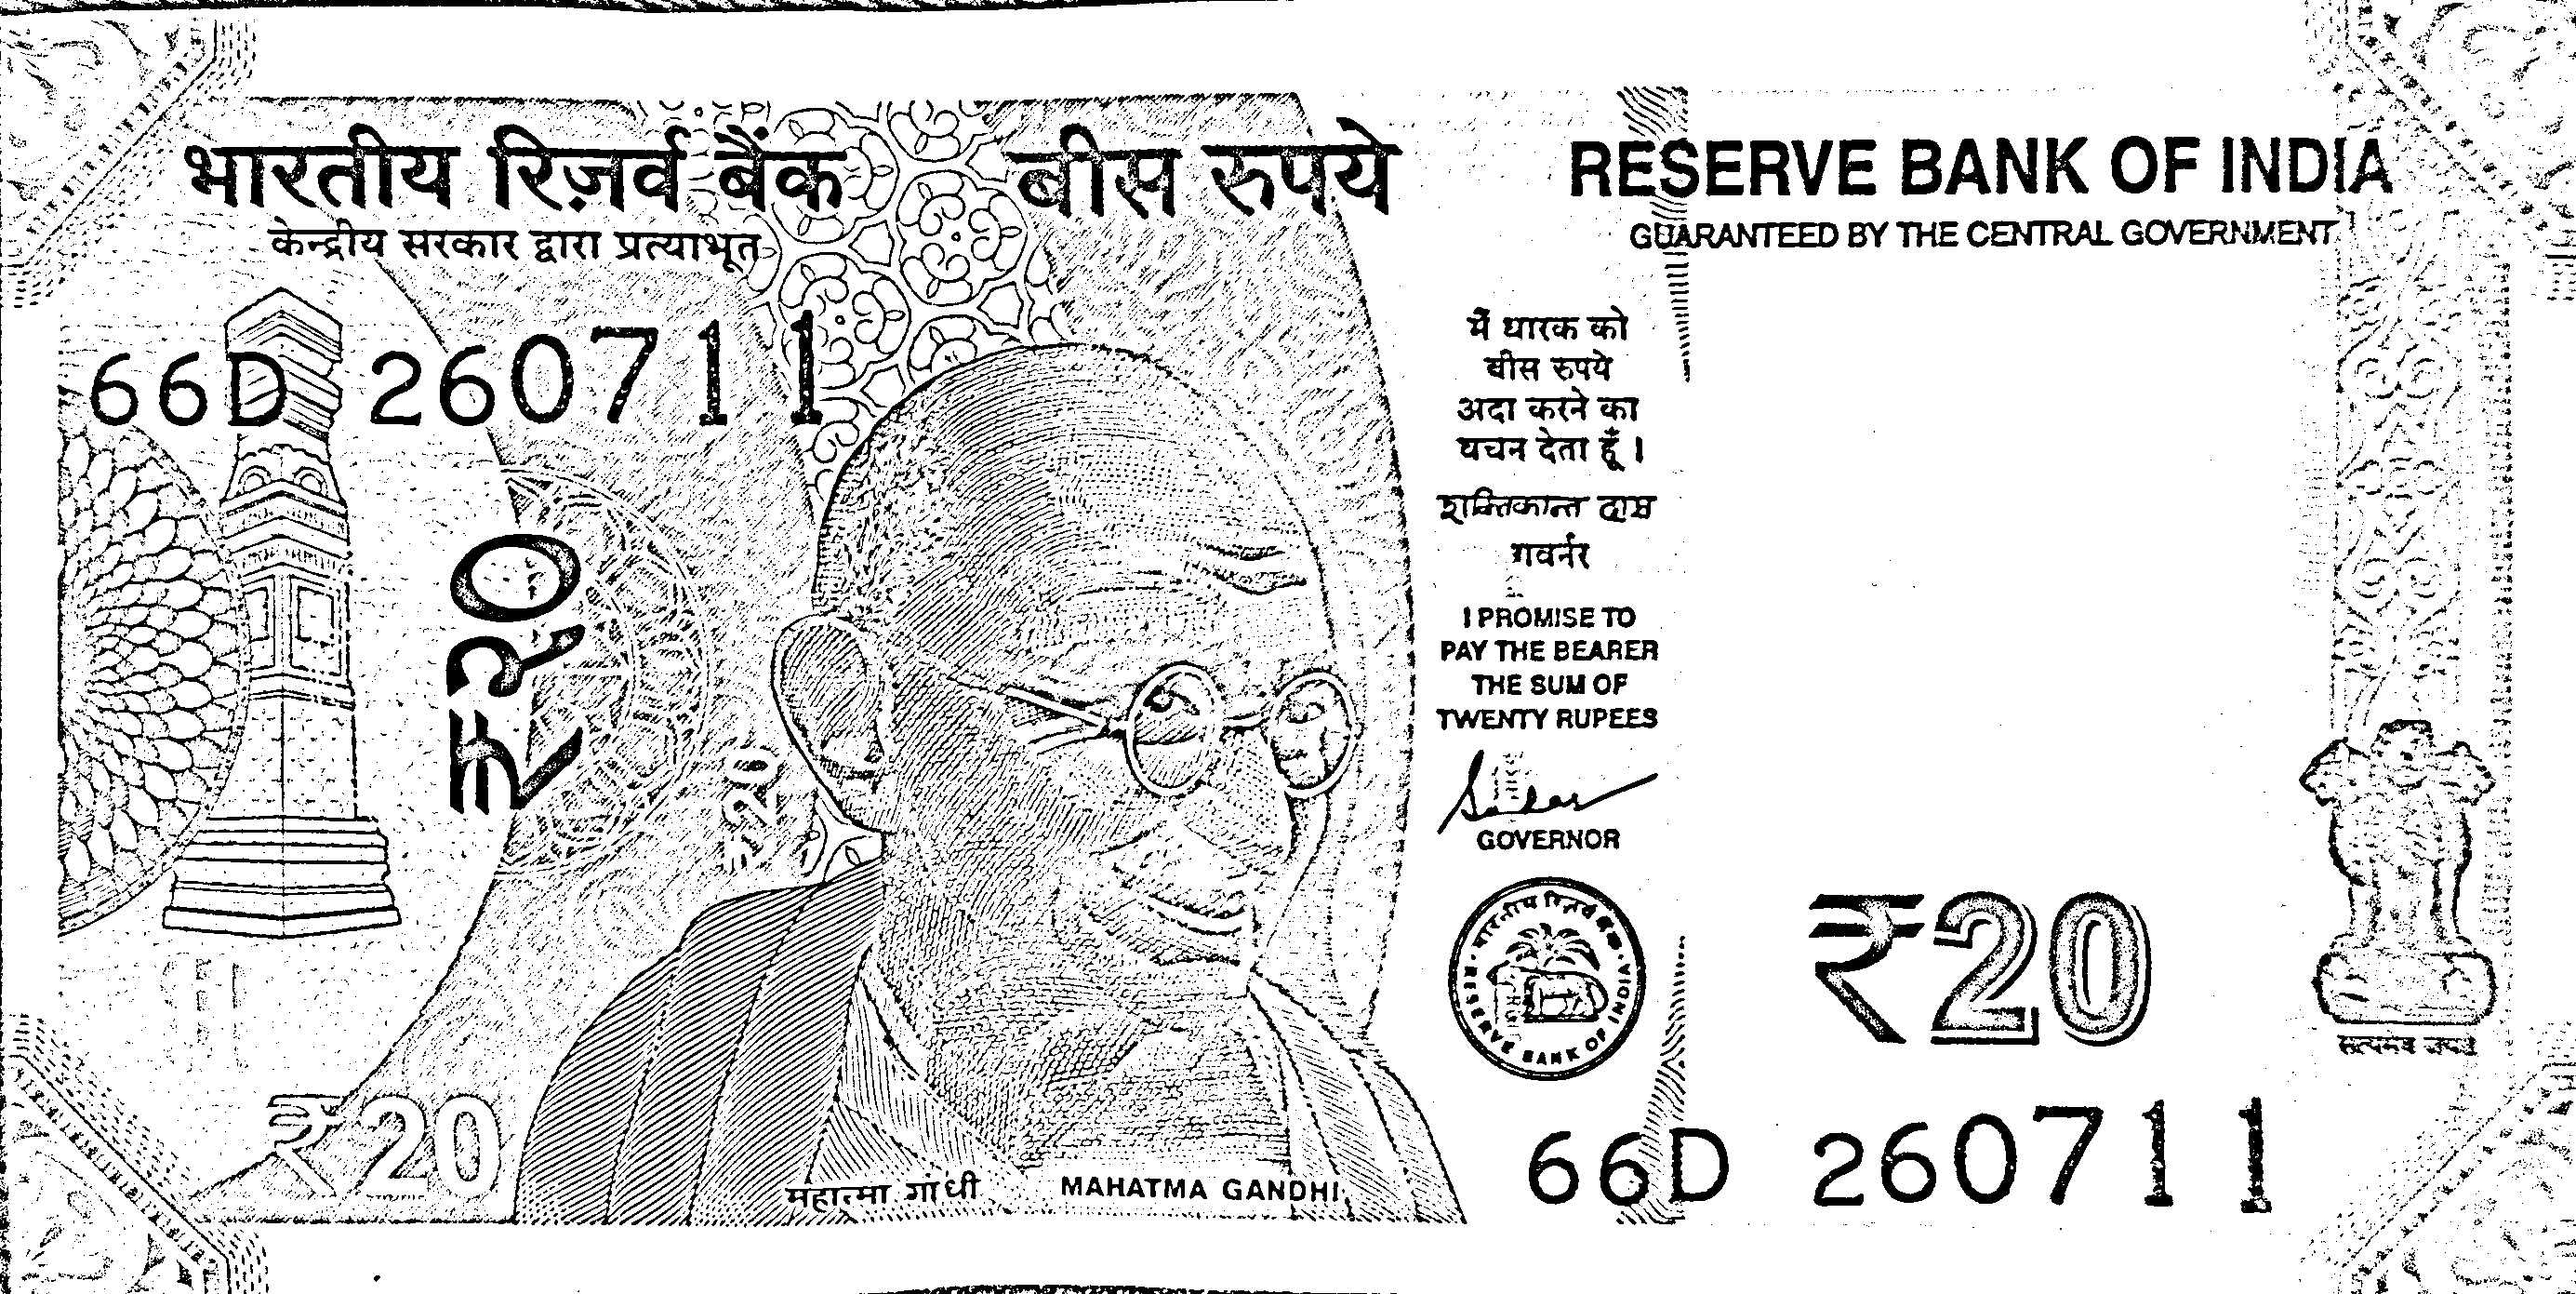 भारतीय रिज़र्व बैंक
बीस रुपये
RESERVE BANK OF INDIA
केन्द्रीय सरकार द्वारा प्रत्याभूत
GUARANTEED BY THE CENTRAL GOVERNMENT
66D 260711
मैं धारक को
बीस रुपये
अदा करने का
वचन देता हूँ।
शक्तिकान्त दास
गवर्नर
₹२०
I PROMISE TO
PAY THE BEARER
THE SUM OF
TWENTY RUPEES
GOVERNOR
भारतीय रिज़र्व बैंक
RESERVE BANK OF INDIA
₹20
सत्यमेव जयते
₹20
66D 260711
महात्मा गांधी
MAHATMA GANDHI